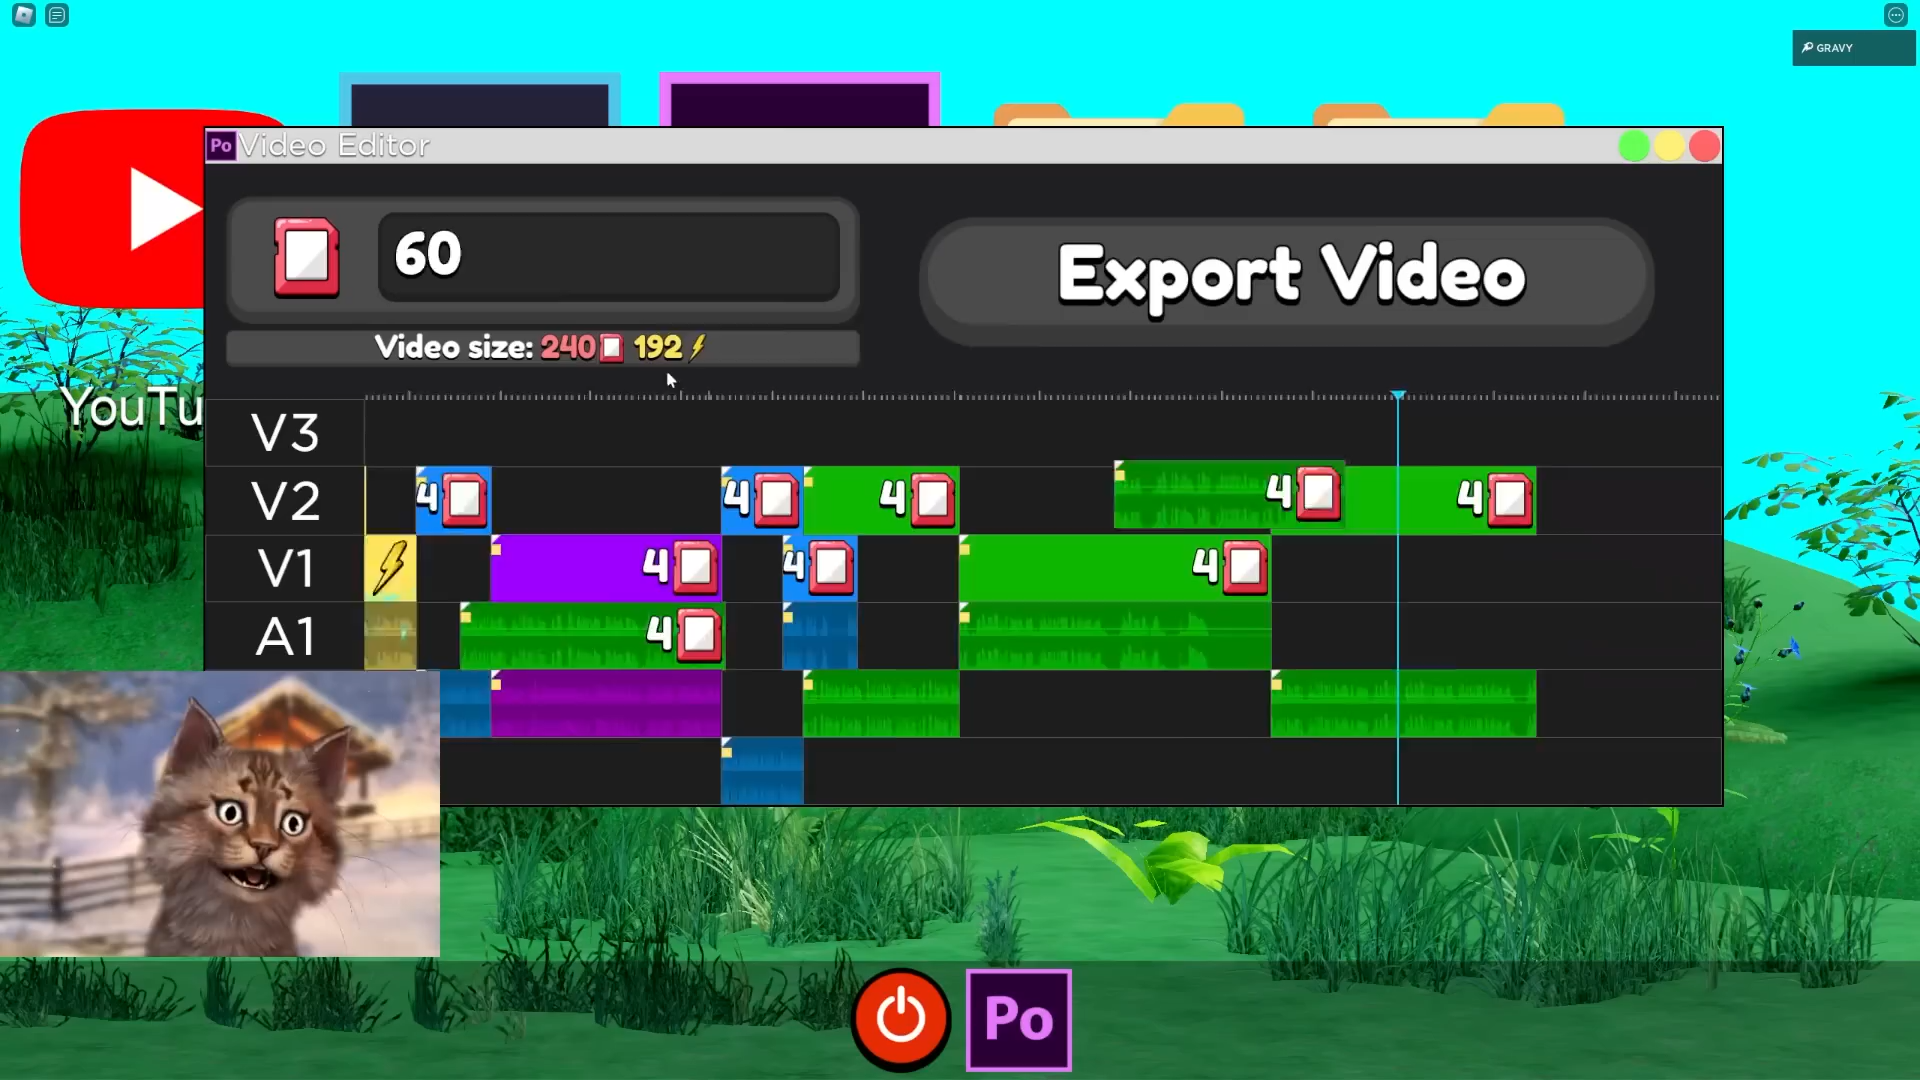 GRAVY
Po Video Editor
60
Export Video
Video size: 240 192
YouTu
V3
V2 4 4 4 4 4
V1 4 4 4
A1 4
Po